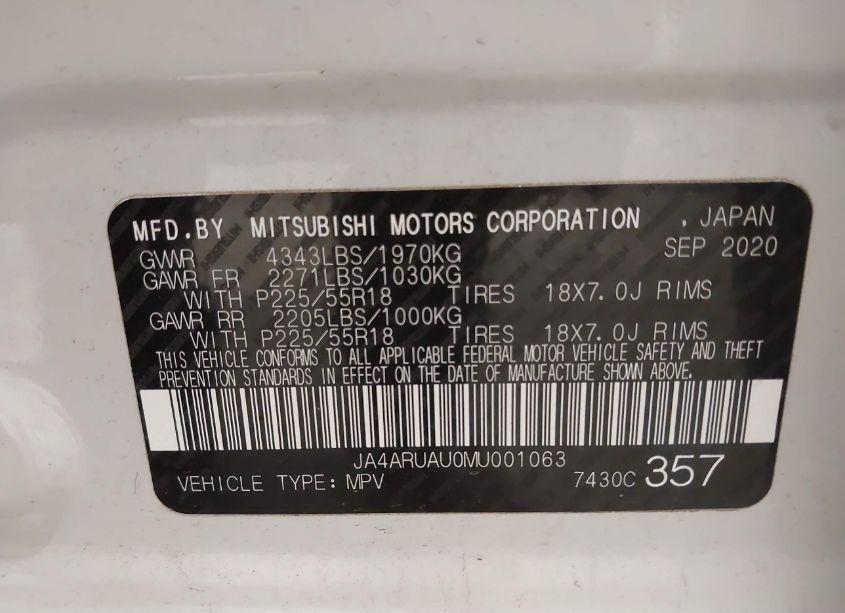 MFD.BY MITSUBISHI MOTORS CORPORATION , JAPAN
SEP 2020
GVWR 4343LBS/1970KG
GAWR FR 2271LBS/1030KG
WITH P225/55R18 TIRES 18X7.0J RIMS
GAWR RR 2205LBS/1000KG
WITH P225/55R18 TIRES 18X7.0J RIMS
THIS VEHICLE CONFORMS TO ALL APPLICABLE FEDERAL MOTOR VEHICLE SAFETY AND THEFT
PREVENTION STANDARDS IN EFFECT ON THE DATE OF MANUFACTURE SHOWN ABOVE.
JA4ARUAU0MU001063
VEHICLE TYPE: MPV 7430C 357